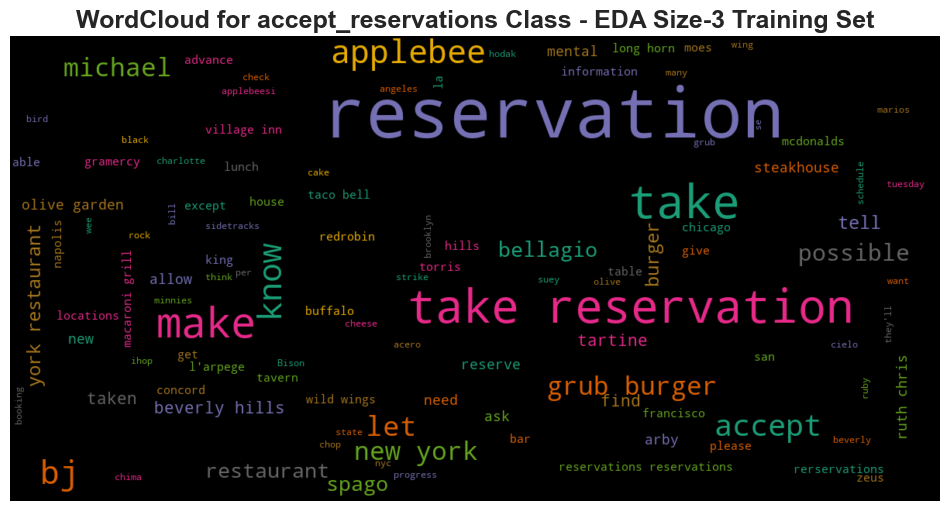 WordCloud for accept_reservations Class - EDA Size-3 Training Set
applebee
hodak
mental
long horn
moes
wing
michael
advance
check
applebeesi
la
angeles
information
many
reservation
se
grub
marios
mcdonalds
bird
black
village inn
able
gramercy
charlotte
lunch
cake
steakhouse
schedule
tuesday
taco bell
take
olive garden
wee
bill
except
house
sidetracks
napolis
rock
redrobin
brooklyn
hills
bellagio
burger
chicago
give
tell
possible
york restaurant
macaroni grill
king
think
per
allow
know
torris
strike
suey
olive
table
want
minnies
locations
new
make
buffalo
cheese
take reservation
they'll
tartine
cielo
acero
get
l'arpege
ihop
Bison
tavern
reserve
san
booking
taken
concord
beverly hills
wild wings
need
grub burger
find
francisco
ruby
ruth chris
let
state
ask
accept
bar
arby
please
beverly
chop
new york
nyc
progress
bj
chima
restaurant
spago
reservations reservations
rerservations
zeus